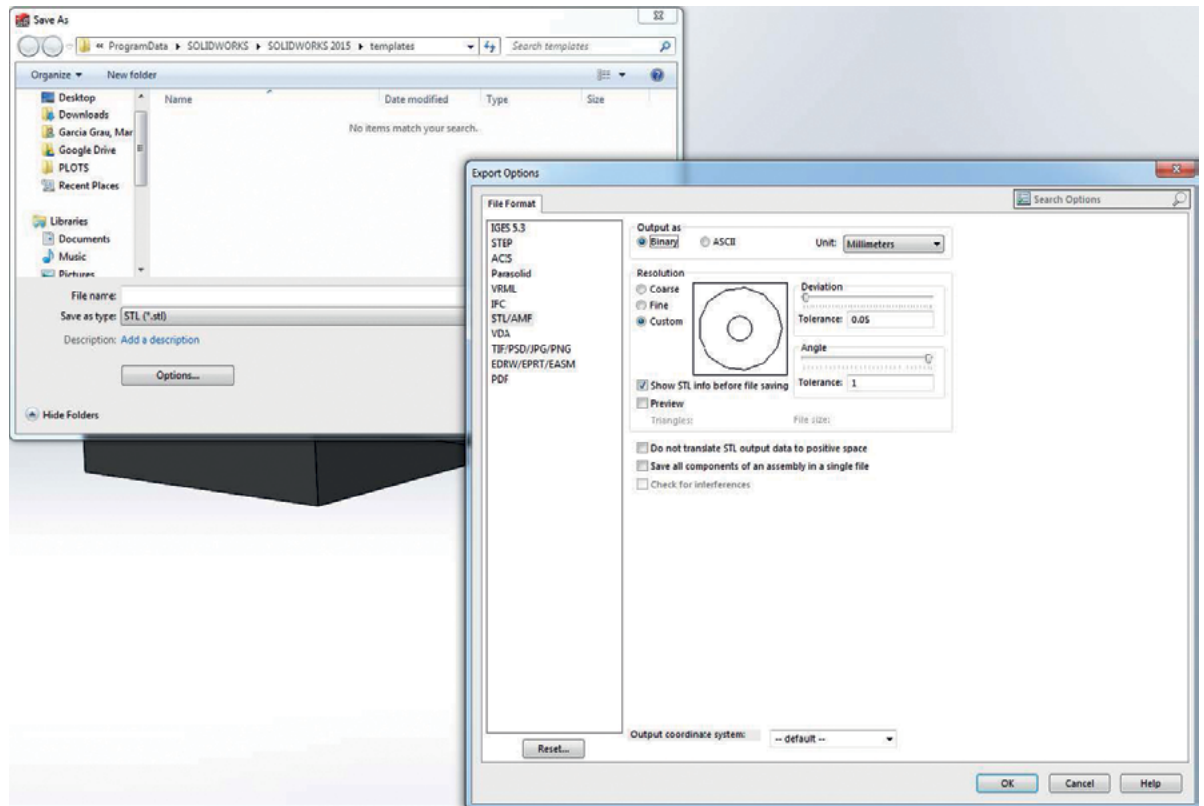 Save As
« ProgramData ▸ SOLIDWORKS ▸ SOLIDWORKS 2015 ▸ templates
Search templates
Organize New folder
Name Date modified Type Size
Desktop
Downloads
Garcia Grau, Mar
Google Drive
PLOTS
Recent Places
Libraries
Documents
Music
Pictures
No items match your search.
File name:
Save as type: STL (*.stl)
Description: Add a description
Options...
Hide Folders
Export Options
File Format
Search Options
IGES 5.3
STEP
ACIS
Parasolid
VRML
IFC
STL/AMF
VDA
TIF/PSD/JPG/PNG
EDRW/EPRT/EASM
PDF
Reset...
Output as
Binary ASCII Unit: Millimeters
Resolution
Coarse
Fine
Custom
Deviation
Tolerance: 0.05
Angle
Tolerance: 1
Show STL info before file saving
Preview
Triangles: File size:
Do not translate STL output data to positive space
Save all components of an assembly in a single file
Check for interferences
Output coordinate system: -- default --
OK Cancel Help